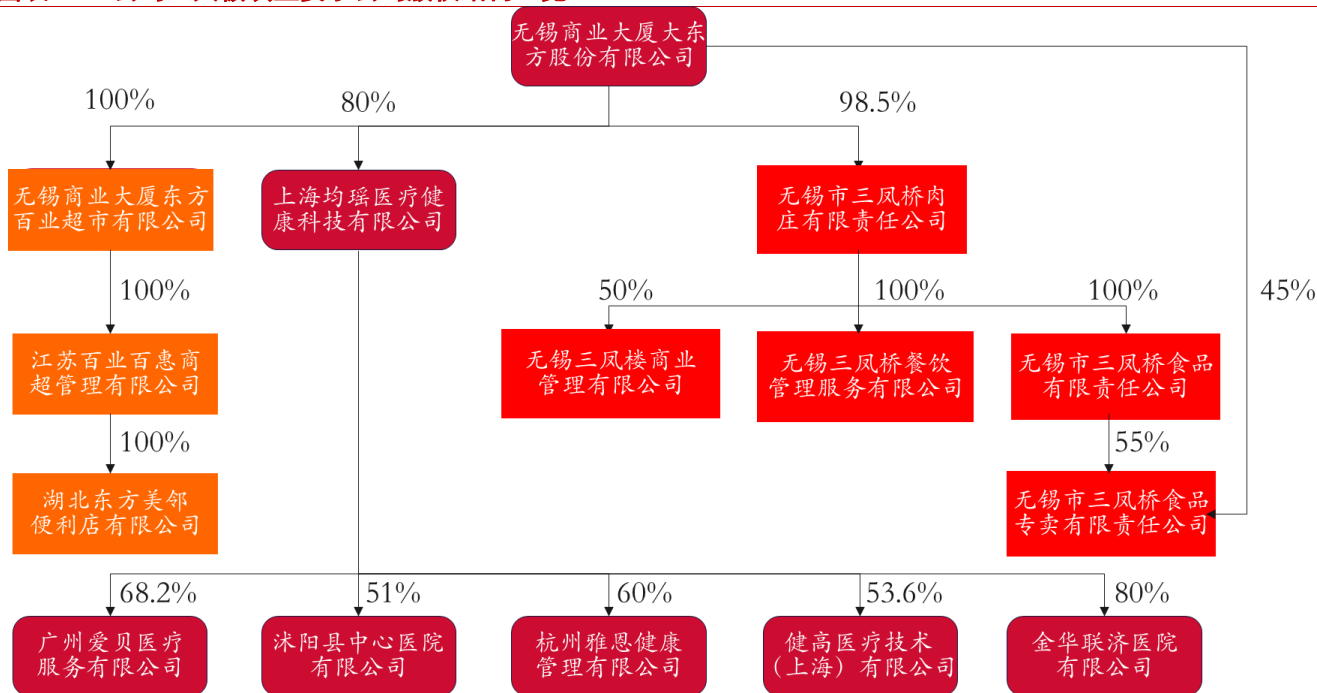 无锡商业大厦大东
方股份有限公司
100%
80%
98.5%
无锡商业大厦东方
百业超市有限公司
上海均瑶医疗健
康科技有限公司
无锡市三凤桥肉
庄有限责任公司
100%
50%
100%
100%
45%
江苏百业百惠商
超管理有限公司
无锡三凤楼商业
管理有限公司
无锡三凤桥餐饮
管理服务有限公司
无锡市三凤桥食品
有限责任公司
100%
55%
湖北东方美邻
便利店有限公司
无锡市三凤桥食品
专卖有限责任公司
68.2%
51%
60%
53.6%
80%
广州爱贝医疗
服务有限公司
沭阳县中心医院
有限公司
杭州雅恩健康
管理有限公司
健高医疗技术
（上海）有限公司
金华联济医院
有限公司